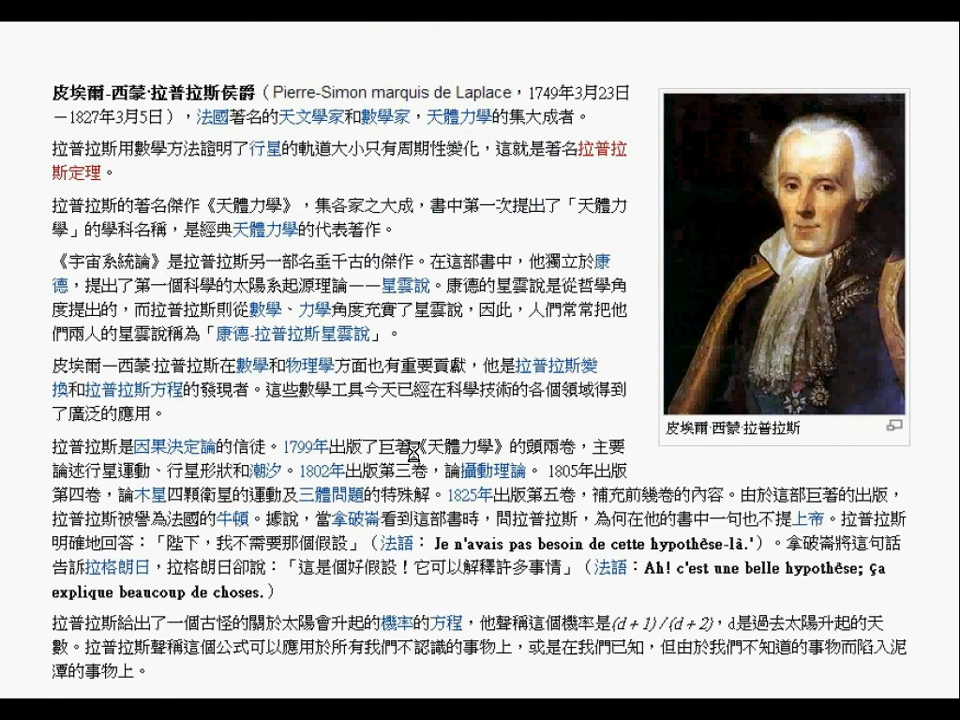 皮埃爾-西蒙·拉普拉斯侯爵（Pierre-Simon marquis de Laplace，1749年3月23日
－1827年3月5日），法國著名的天文學家和數學家，天體力學的集大成者。
拉普拉斯用數學方法證明了行星的軌道大小只有周期性變化，這就是著名拉普拉
斯定理。
拉普拉斯的著名傑作《天體力學》，集各家之大成，書中第一次提出了「天體力
學」的學科名稱，是經典天體力學的代表著作。
《宇宙系統論》是拉普拉斯另一部名垂千古的傑作。在這部書中，他獨立於康
德，提出了第一個科學的太陽系起源理論——星雲說。康德的星雲說是從哲學角
度提出的，而拉普拉斯則從數學、力學角度充實了星雲說，因此，人們常常把他
們兩人的星雲說稱為「康德-拉普拉斯星雲說」。
皮埃爾—西蒙·拉普拉斯在數學和物理學方面也有重要貢獻，他是拉普拉斯變
換和拉普拉斯方程的發現者。這些數學工具今天已經在科學技術的各個領域得到
了廣泛的應用。
皮埃爾·西蒙·拉普拉斯
拉普拉斯是因果決定論的信徒。1799年出版了巨著《天體力學》的頭兩卷，主要
論述行星運動、行星形狀和潮汐。1802年出版第三卷，論攝動理論。 1805年出版
第四卷，論木星四顆衛星的運動及三體問題的特殊解。1825年出版第五卷，補充前幾卷的內容。由於這部巨著的出版，
拉普拉斯被譽為法國的牛頓。據說，當拿破崙看到這部書時，問拉普拉斯，為何在他的書中一句也不提上帝。拉普拉斯
明確地回答：「陛下，我不需要那個假設」（法語：Je n'avais pas besoin de cette hypothêse-lã.'）。拿破崙將這句話
告訴拉格朗日，拉格朗日卻說：「這是個好假設！它可以解釋許多事情」（法語：Ah! c'est une belle hypothêse; ça
explique beaucoup de choses.）
拉普拉斯給出了一個古怪的關於太陽會升起的機率的方程，他聲稱這個機率是(d + 1) / (d + 2)，d是過去太陽升起的天
數。拉普拉斯聲稱這個公式可以應用於所有我們不認識的事物上，或是在我們已知，但由於我們不知道的事物而陷入泥
潭的事物上。